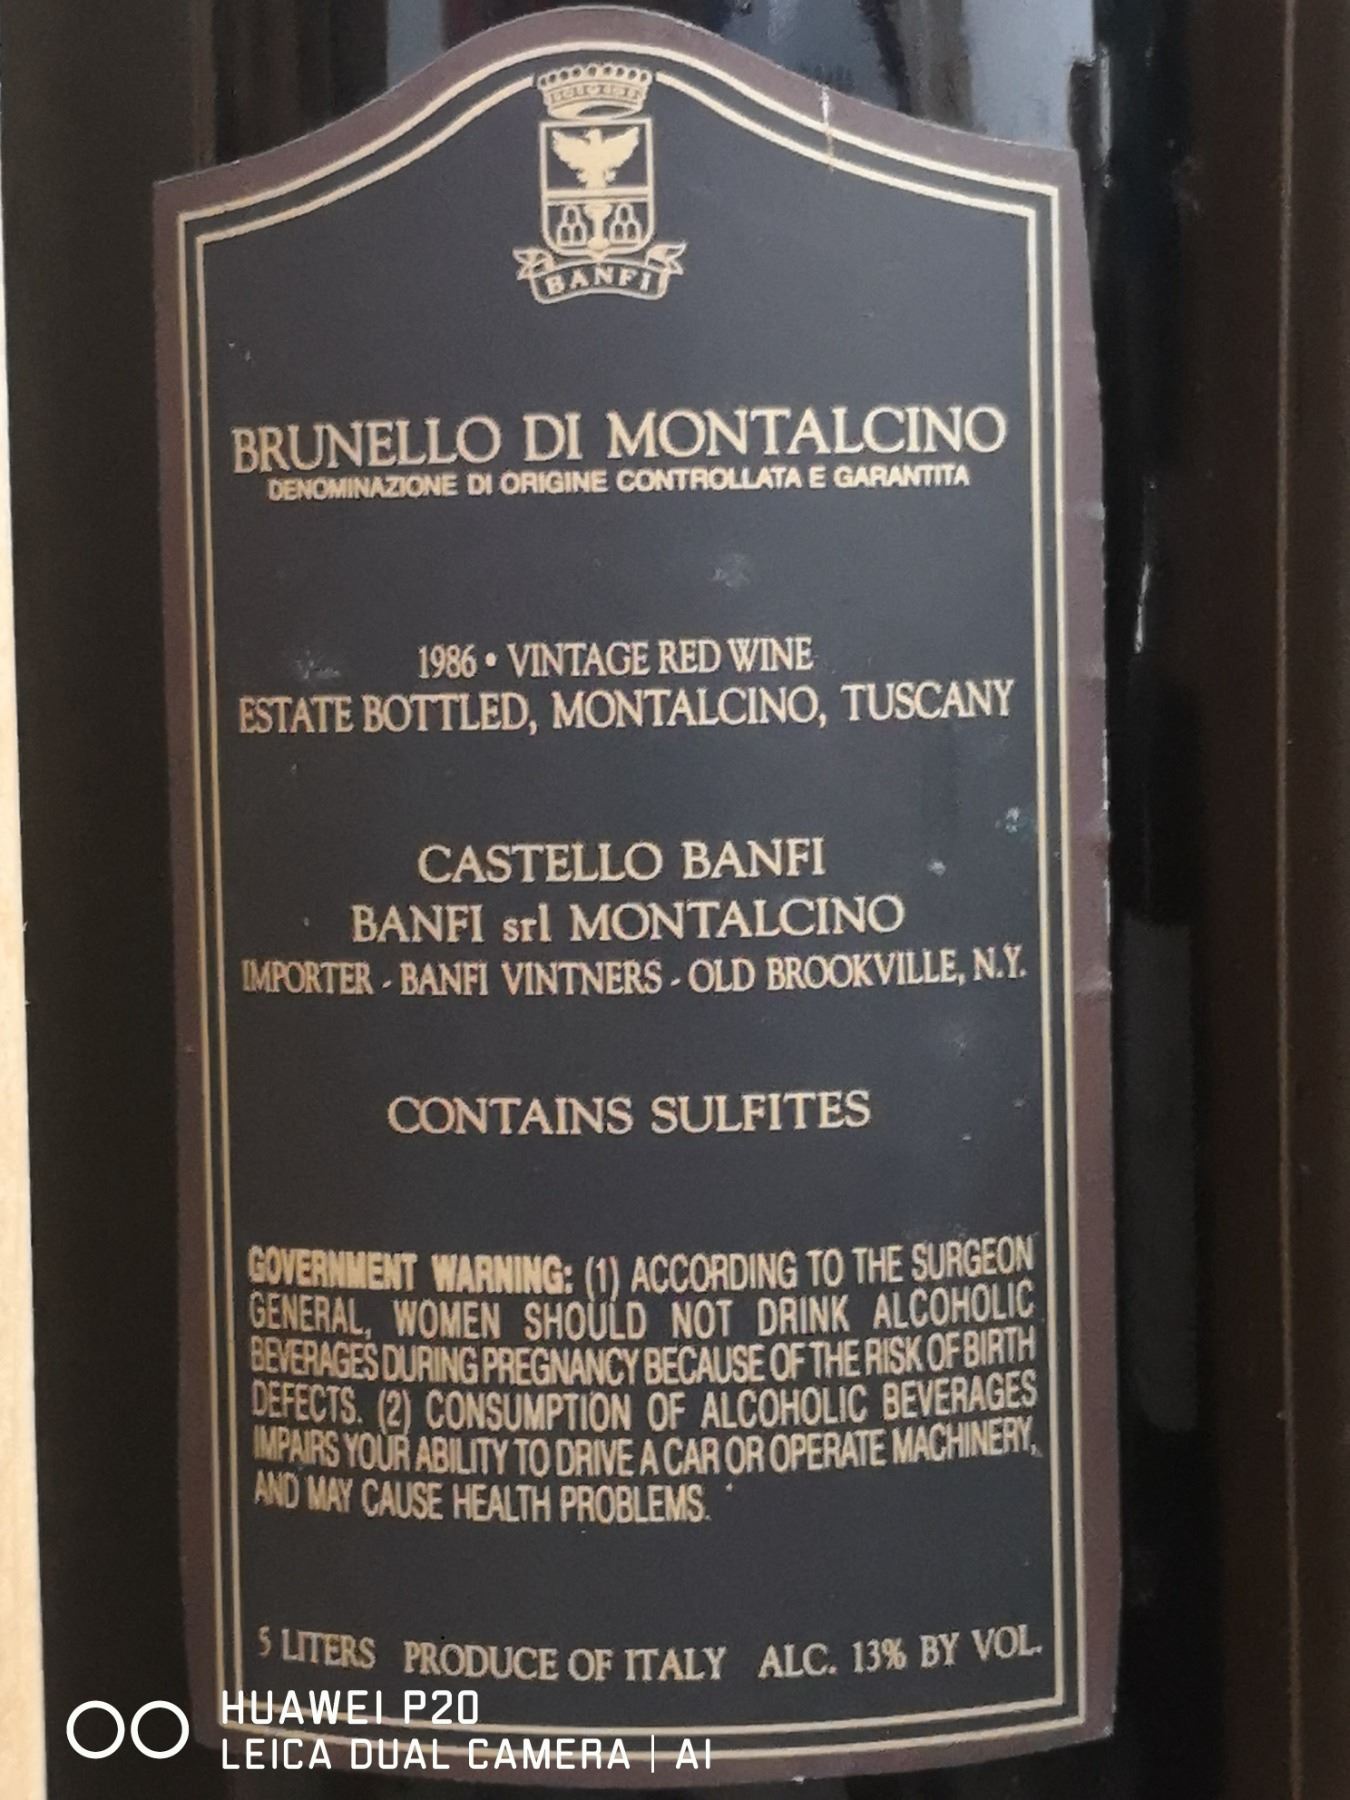 BANFI
BRUNELLO DI MONTALCINO
DENOMINAZIONE DI ORIGINE CONTROLLATA E GARANTITA
1986 • VINTAGE RED WINE
ESTATE BOTTLED, MONTALCINO, TUSCANY
CASTELLO BANFI
BANFI srl MONTALCINO
IMPORTER - BANFI VINTNERS - OLD BROOKVILLE, N.Y.
CONTAINS SULFITES
GOVERNMENT WARNING: (1) ACCORDING TO THE SURGEON
GENERAL, WOMEN SHOULD NOT DRINK ALCOHOLIC
BEVERAGES DURING PREGNANCY BECAUSE OF THE RISK OF BIRTH
DEFECTS. (2) CONSUMPTION OF ALCOHOLIC BEVERAGES
IMPAIRS YOUR ABILITY TO DRIVE A CAR OR OPERATE MACHINERY,
AND MAY CAUSE HEALTH PROBLEMS.
5 LITERS PRODUCE OF ITALY ALC. 13% BY VOL.
HUAWEI P20
LEICA DUAL CAMERA | AI